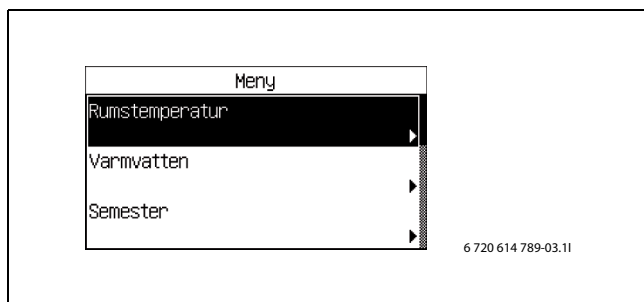 Meny
Rumstemperatur
Varmvatten
Semester
6 720 614 789-03.1I